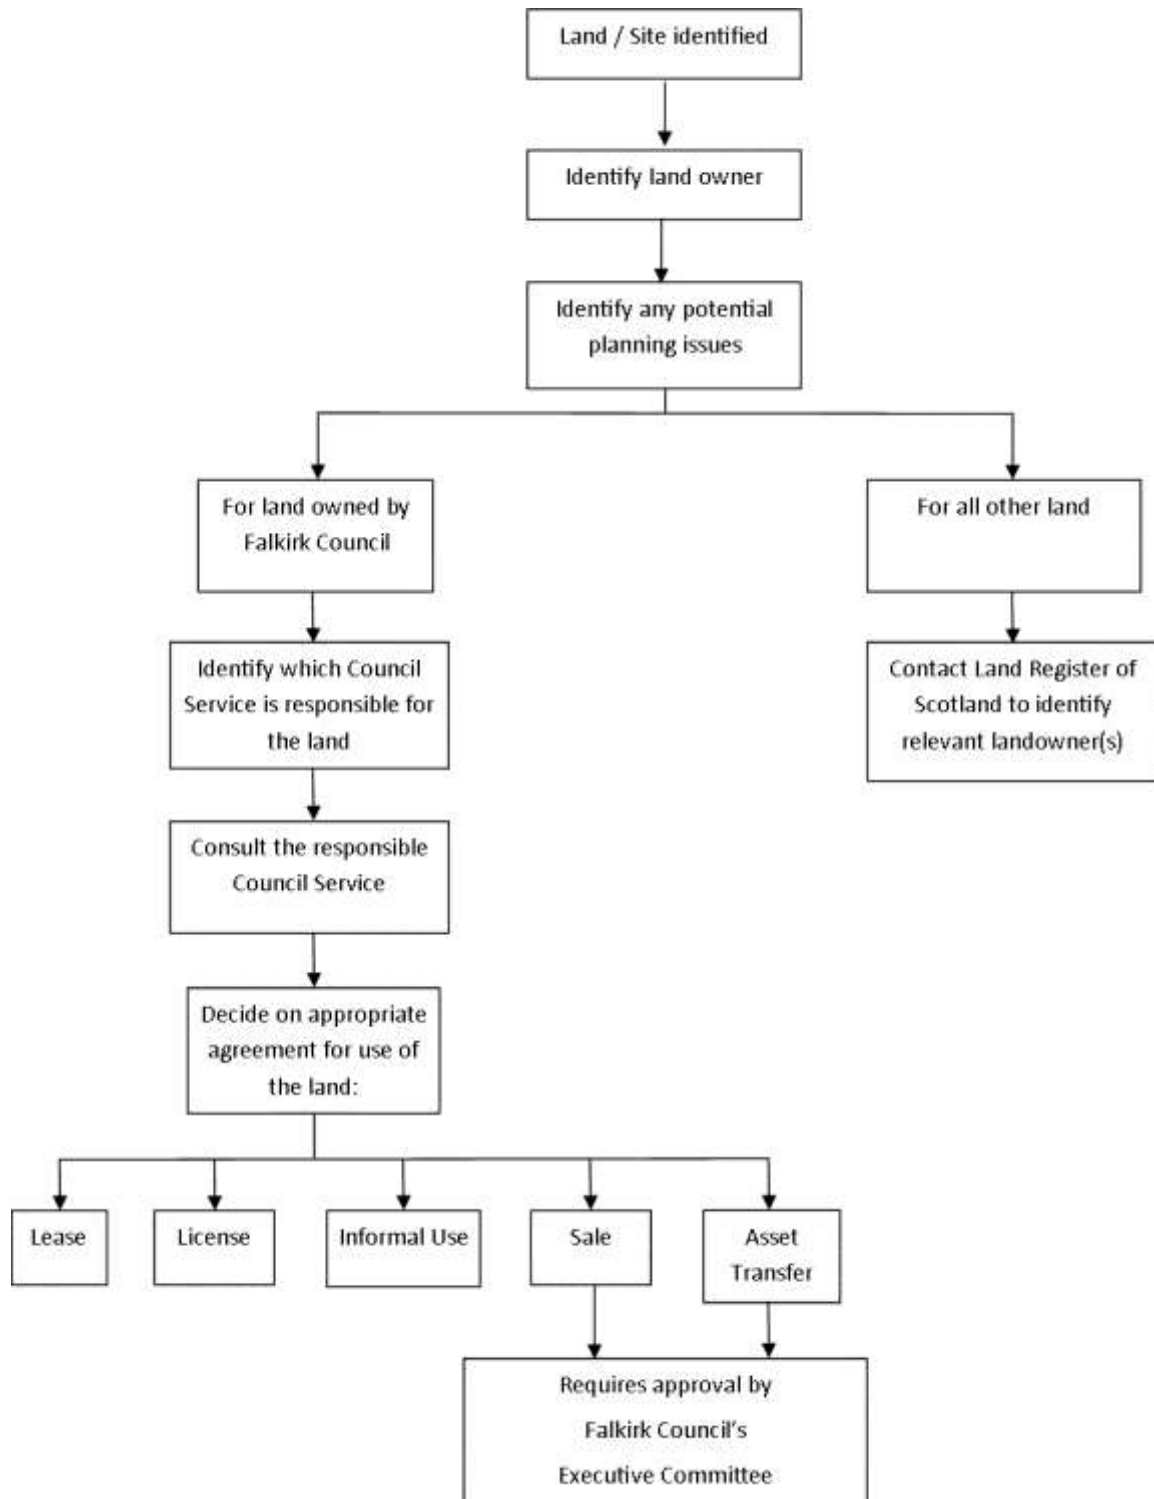 Land / Site identified
Identify land owner
Identify any potential
planning issues
For land owned by
Falkirk Council
For all other land
Identify which Council
Service is responsible for
the land
Contact Land Register of
Scotland to identify
relevant landowner(s)
Consult the responsible
Council Service
Decide on appropriate
agreement for use of
the land:
Lease
License
Informal Use
Sale
Asset
Transfer
Requires approval by
Falkirk Council's
Executive Committee